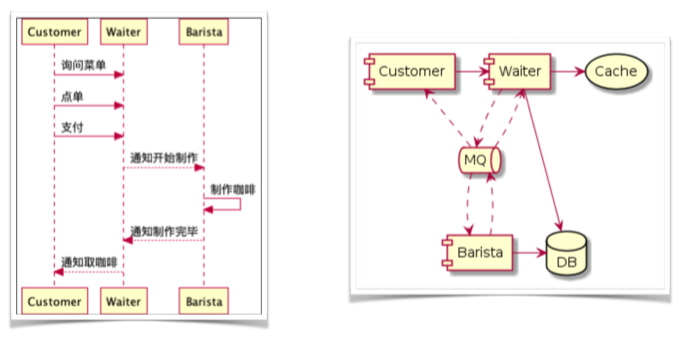 Customer Waiter Barista
询问菜单
点单
支付
通知开始制作
制作咖啡
通知制作完毕
通知取咖啡
Customer Waiter Barista
Customer Waiter Cache
MQ
Barista
DB